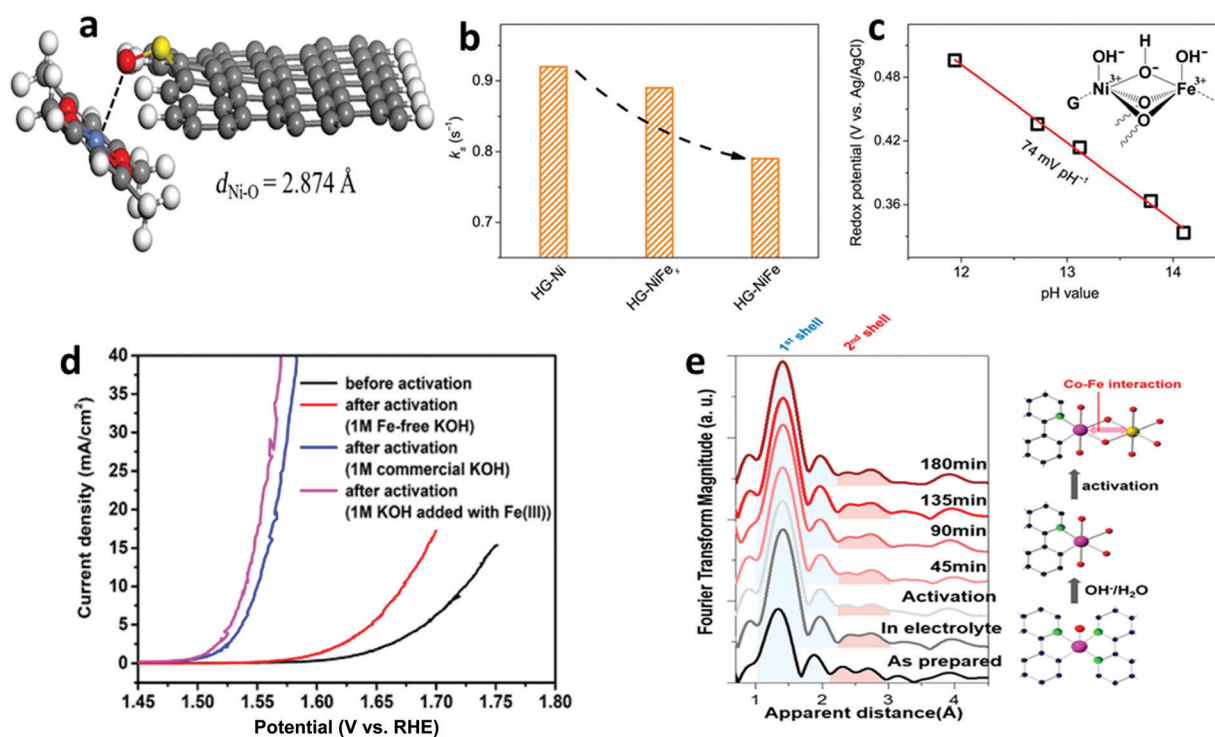 a
d_Ni-O = 2.874 Å
b
k_s (s⁻¹)
0.9
0.8
0.7
HG-Ni
HG-NiFeₓ
HG-NiFe
c
Redox potential (V vs. Ag/AgCl)
0.48
0.42
0.36
74 mV pH⁻¹
OH⁻ H OH⁻
3+ O⁻ 3+
G Ni Fe
O
O
12 13 14
pH value
d
Current density (mA/cm²)
40
35
30
25
20
15
10
5
0
before activation
after activation
(1M Fe-free KOH)
after activation
(1M commercial KOH)
after activation
(1M KOH added with Fe(III))
1.45 1.50 1.55 1.60 1.65 1.70 1.75 1.80
Potential (V vs. RHE)
e
1st shell
2nd shell
Fourier Transform Magnitude (a. u.)
180min
135min
90min
45min
Activation
In electrolyte
As prepared
1 2 3 4
Apparent distance(Å)
Co-Fe interaction
activation
OH⁻/H₂O